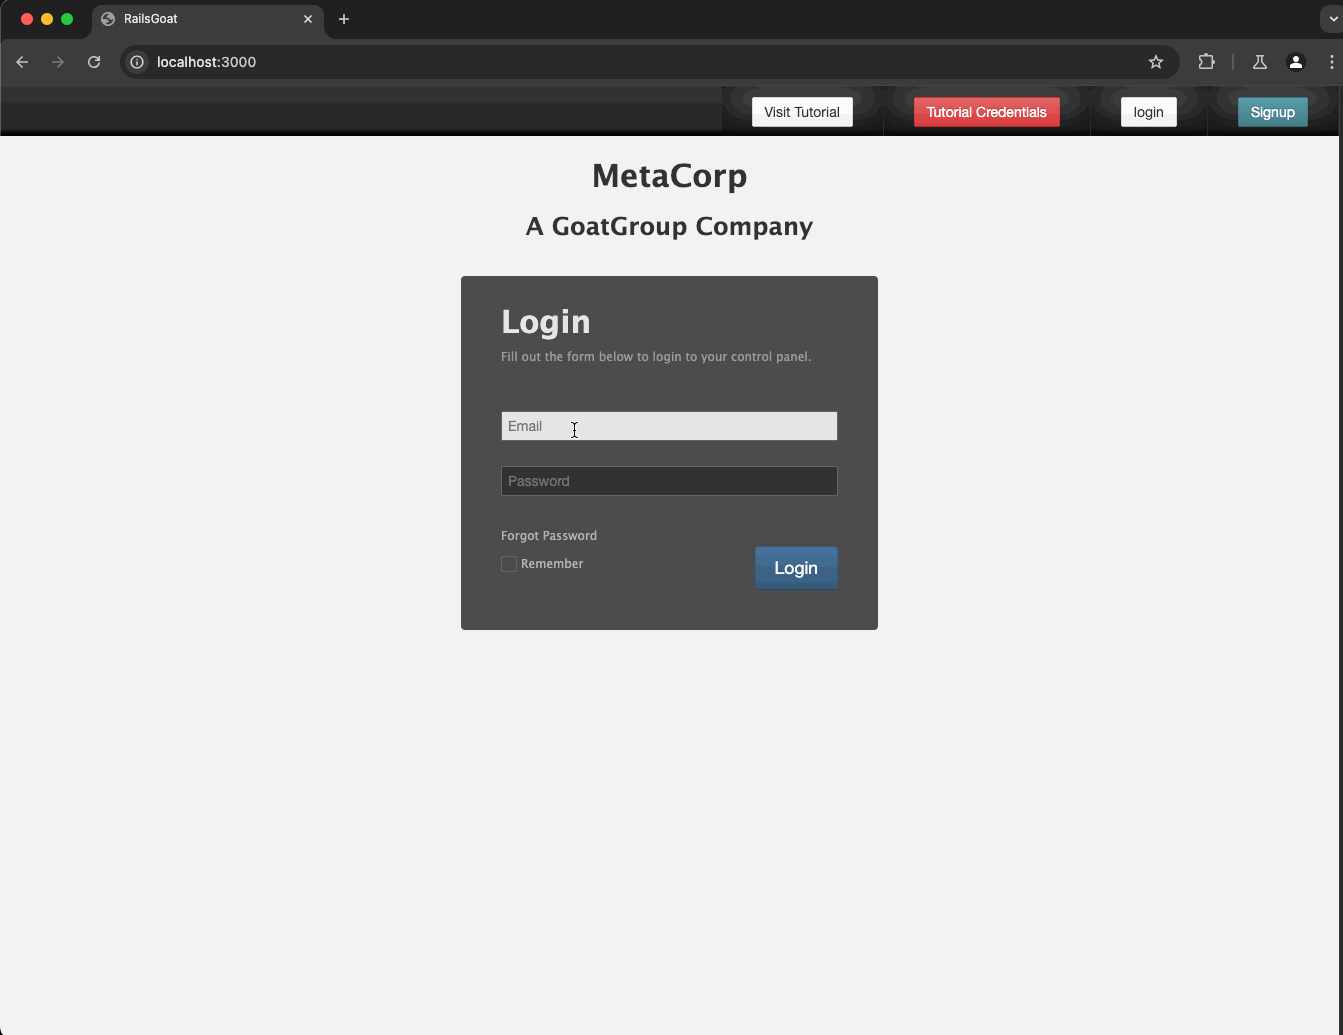 RailsGoat
localhost:3000
Visit Tutorial
Tutorial Credentials
login
Signup
MetaCorp
A GoatGroup Company
Login
Fill out the form below to login to your control panel.
Email
Password
Forgot Password
Remember
Login